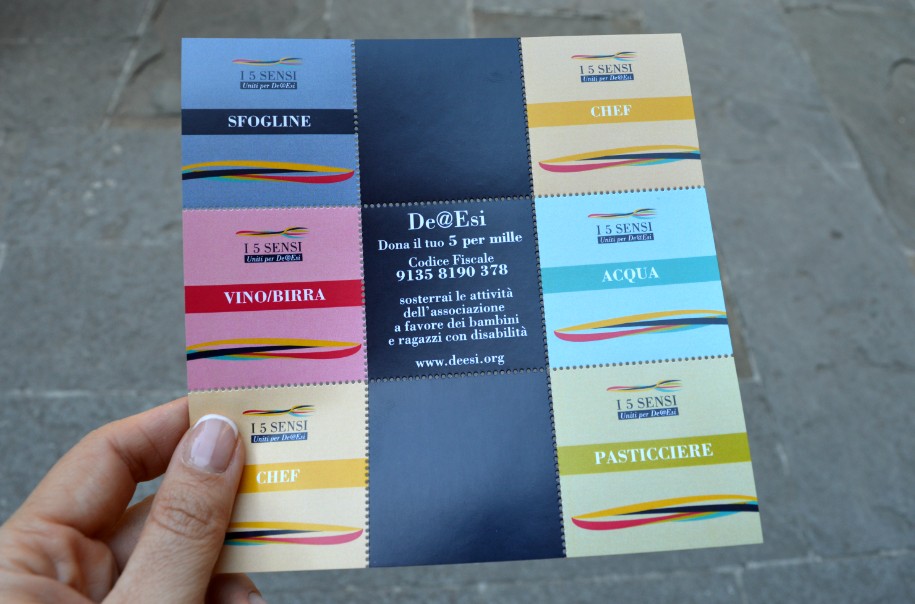 I 5 SENSI
Uniti per De@Esi
SFOGLINE
I 5 SENSI
Uniti per De@Esi
CHEF
I 5 SENSI
Uniti per De@Esi
VINO/BIRRA
De@Esi
Dona il tuo 5 per mille
Codice Fiscale
9135 8190 378
sosterrai le attività
dell'associazione
a favore dei bambini
e ragazzi con disabilità
www.deesi.org
I 5 SENSI
Uniti per De@Esi
ACQUA
I 5 SENSI
Uniti per De@Esi
CHEF
I 5 SENSI
Uniti per De@Esi
PASTICCIERE